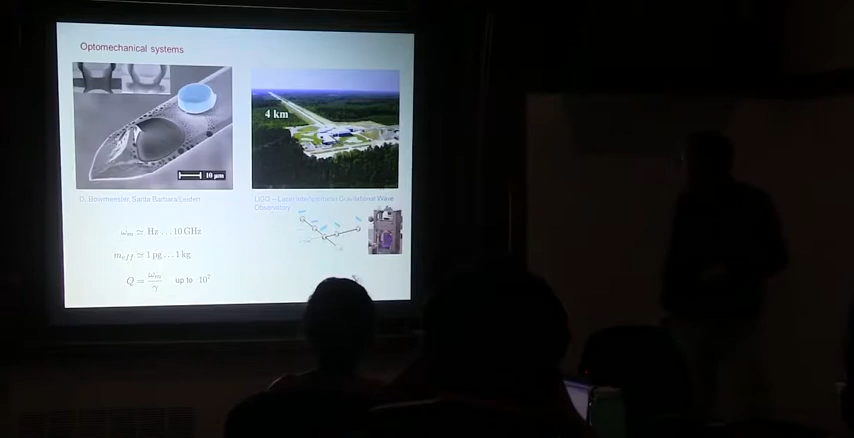 Optomechanical systems
10 μm
4 km
D. Bouwmeester, Santa Barbara/Leiden
LIGO – Laser Interferometer Gravitational Wave
Observatory
ω_m ≃ Hz … 10 GHz
m_eff ≃ 1 pg … 1 kg
Q = ω_m / γ up to 10^7